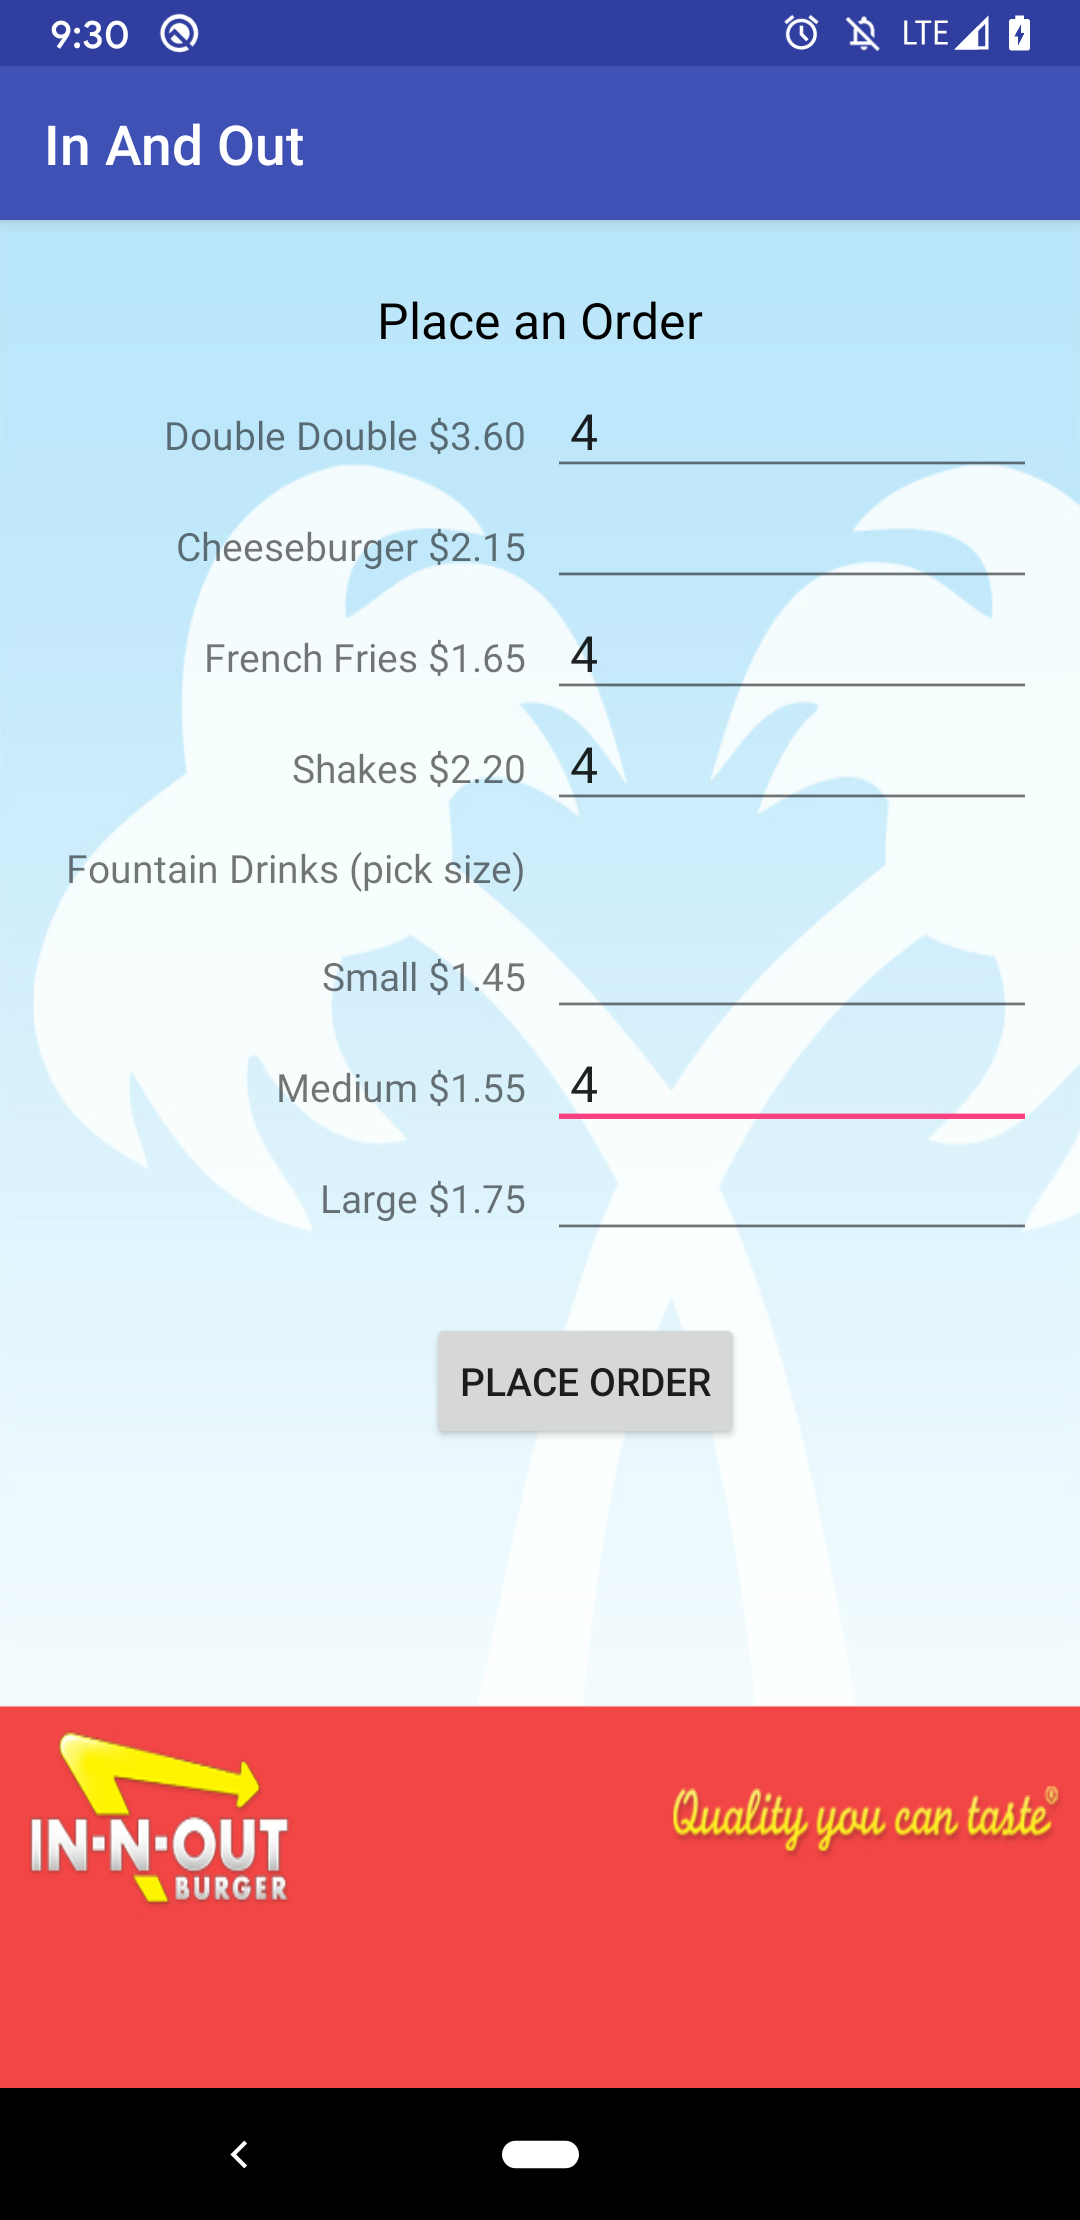 9:30 LTE
In And Out
Place an Order
Double Double $3.60 4
Cheeseburger $2.15
French Fries $1.65 4
Shakes $2.20 4
Fountain Drinks (pick size)
Small $1.45
Medium $1.55 4
Large $1.75
PLACE ORDER
IN-N-OUT
BURGER
Quality you can taste®